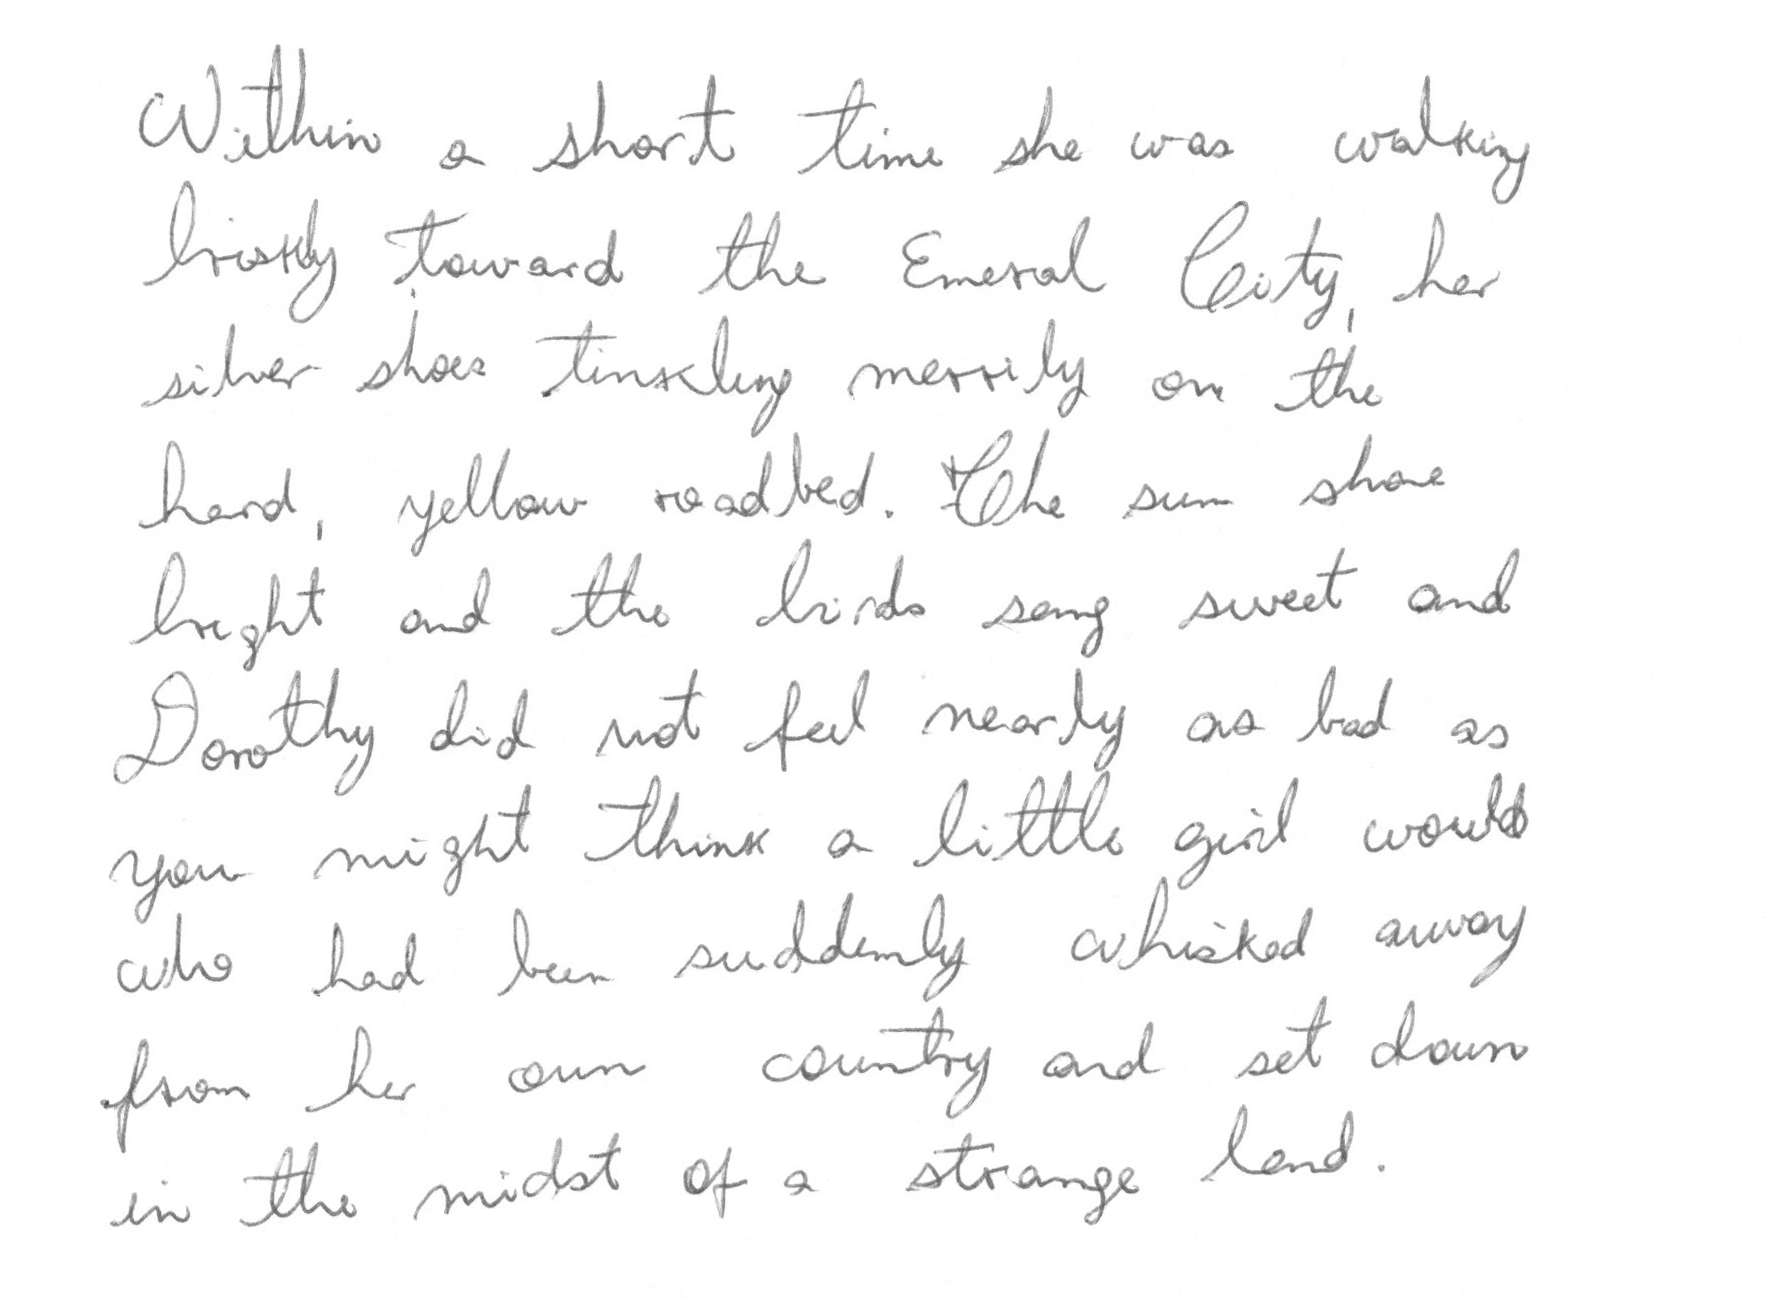 Within a short time she was walking
briskly toward the Emeral City, her
silver shoes tinkling merrily on the
hard, yellow roadbed. The sun shone
bright and the birds sang sweet and
Dorothy did not feel nearly as bad as
you might think a little girl would
who had been suddenly whisked away
from her own country and set down
in the midst of a strange land.